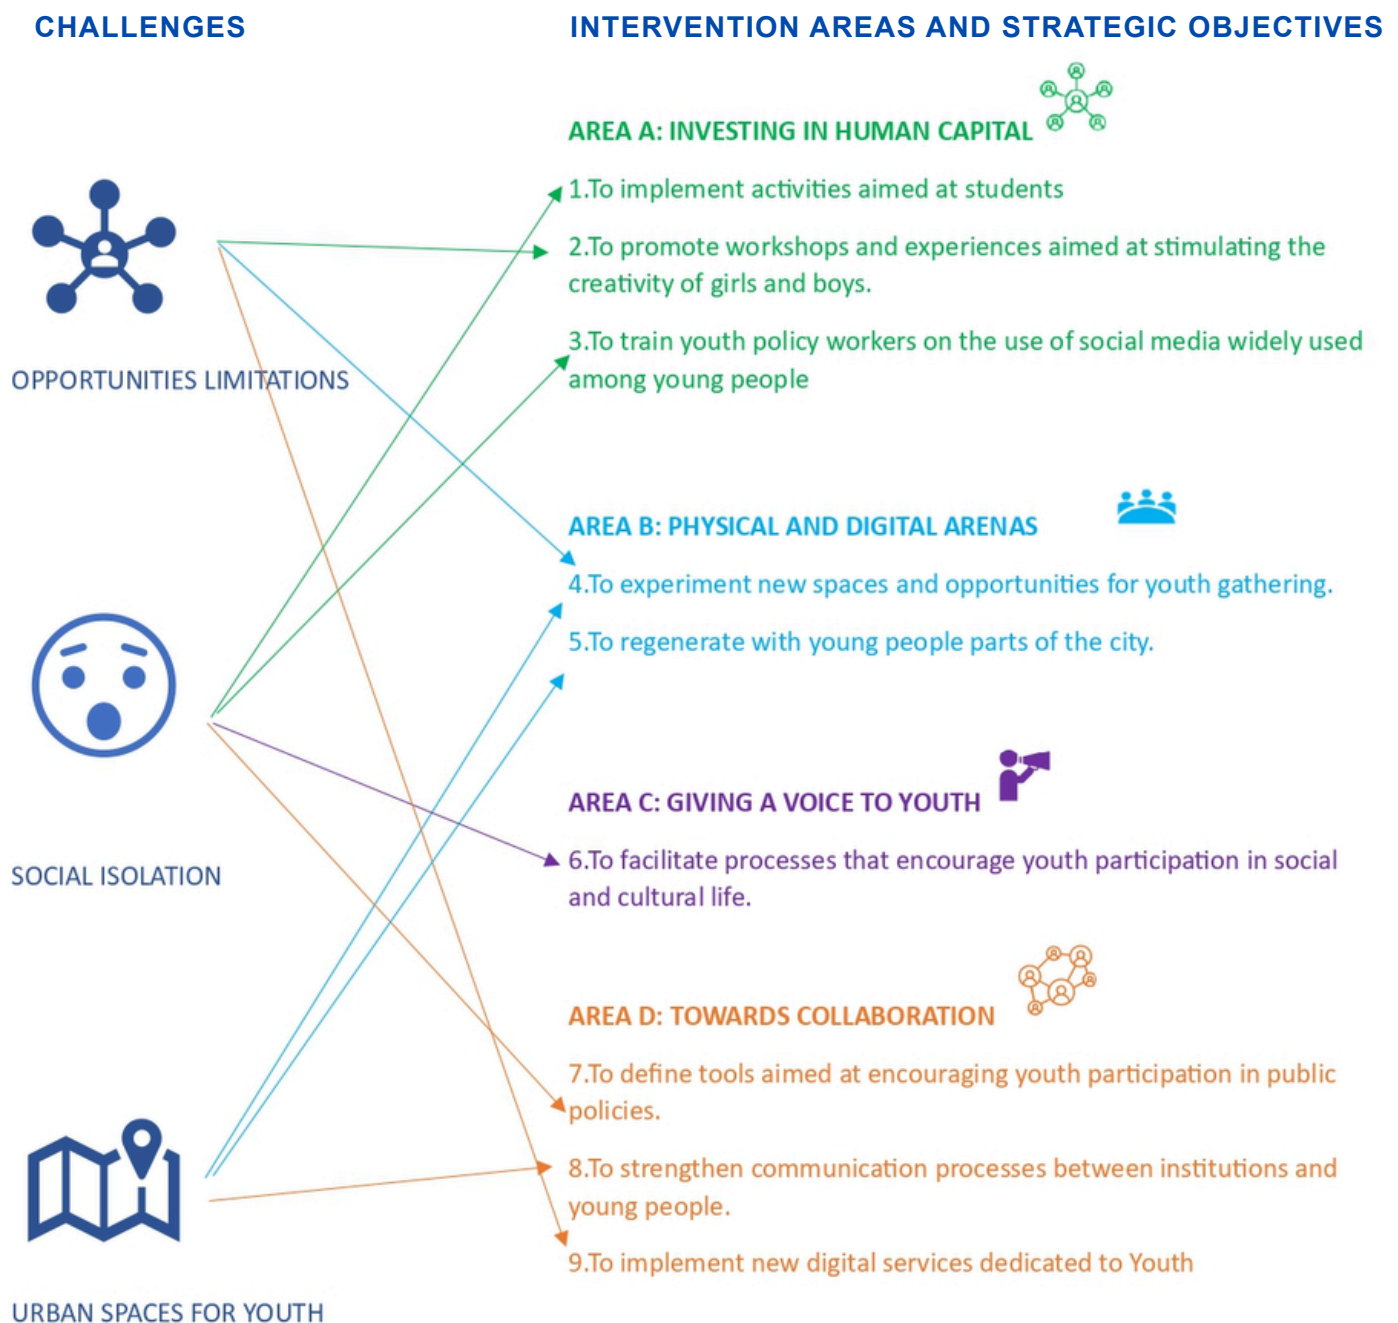 CHALLENGES
INTERVENTION AREAS AND STRATEGIC OBJECTIVES
AREA A: INVESTING IN HUMAN CAPITAL
1.To implement activities aimed at students
2.To promote workshops and experiences aimed at stimulating the
creativity of girls and boys.
3.To train youth policy workers on the use of social media widely used
among young people
OPPORTUNITIES LIMITATIONS
AREA B: PHYSICAL AND DIGITAL ARENAS
4.To experiment new spaces and opportunities for youth gathering.
5.To regenerate with young people parts of the city.
AREA C: GIVING A VOICE TO YOUTH
6.To facilitate processes that encourage youth participation in social
and cultural life.
SOCIAL ISOLATION
AREA D: TOWARDS COLLABORATION
7.To define tools aimed at encouraging youth participation in public
policies.
8.To strengthen communication processes between institutions and
young people.
9.To implement new digital services dedicated to Youth
URBAN SPACES FOR YOUTH